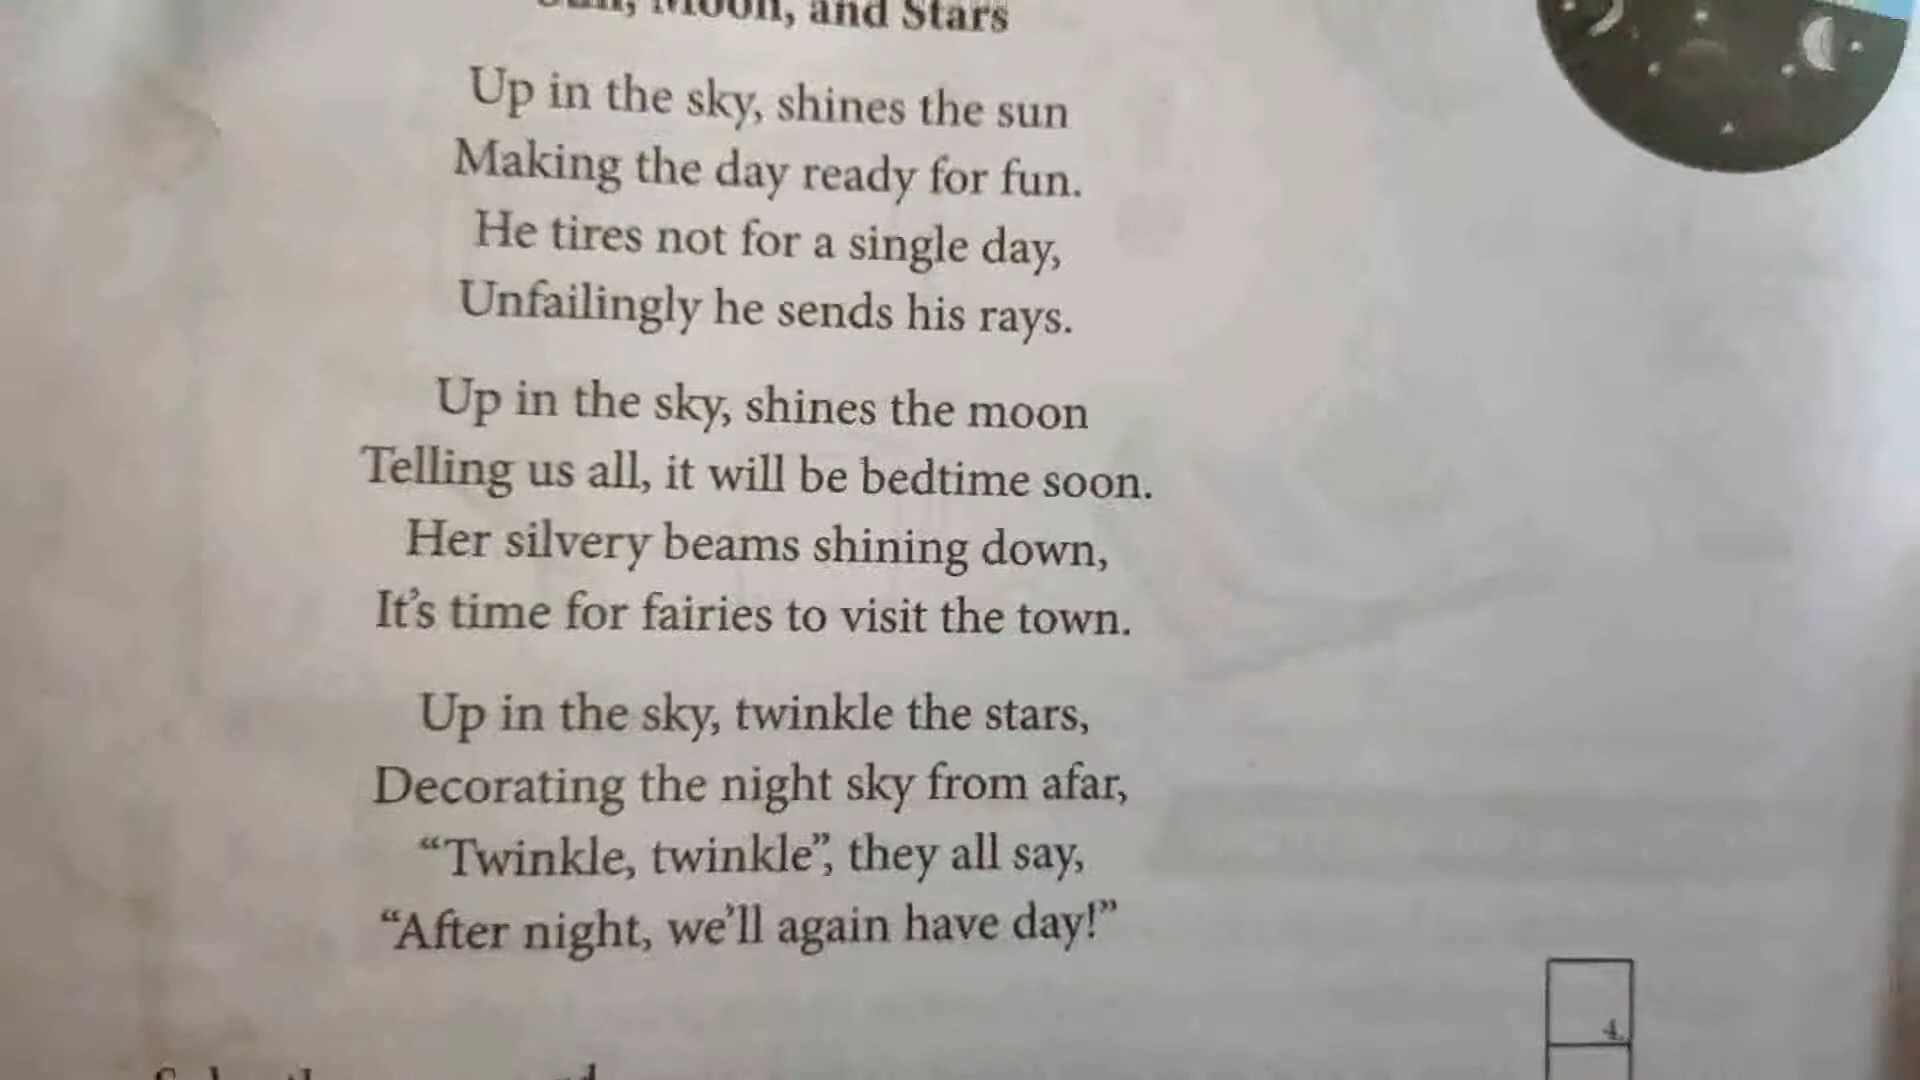 Sun, Moon, and Stars
Up in the sky, shines the sun
Making the day ready for fun.
He tires not for a single day,
Unfailingly he sends his rays.
Up in the sky, shines the moon
Telling us all, it will be bedtime soon.
Her silvery beams shining down,
It's time for fairies to visit the town.
Up in the sky, twinkle the stars,
Decorating the night sky from afar,
“Twinkle, twinkle”, they all say,
“After night, we'll again have day!”
4.